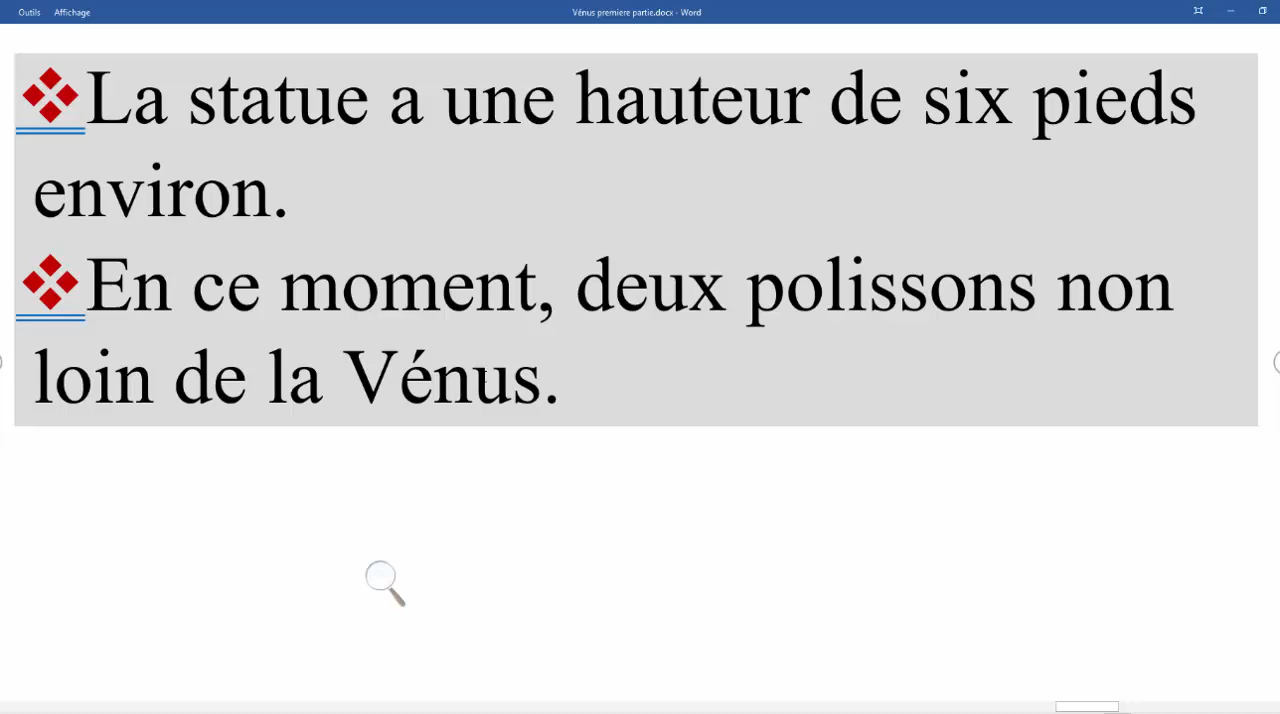 Outils Affichage Vénus premiere partie.docx - Word
❖La statue a une hauteur de six pieds
environ.
❖En ce moment, deux polissons non
loin de la Vénus.